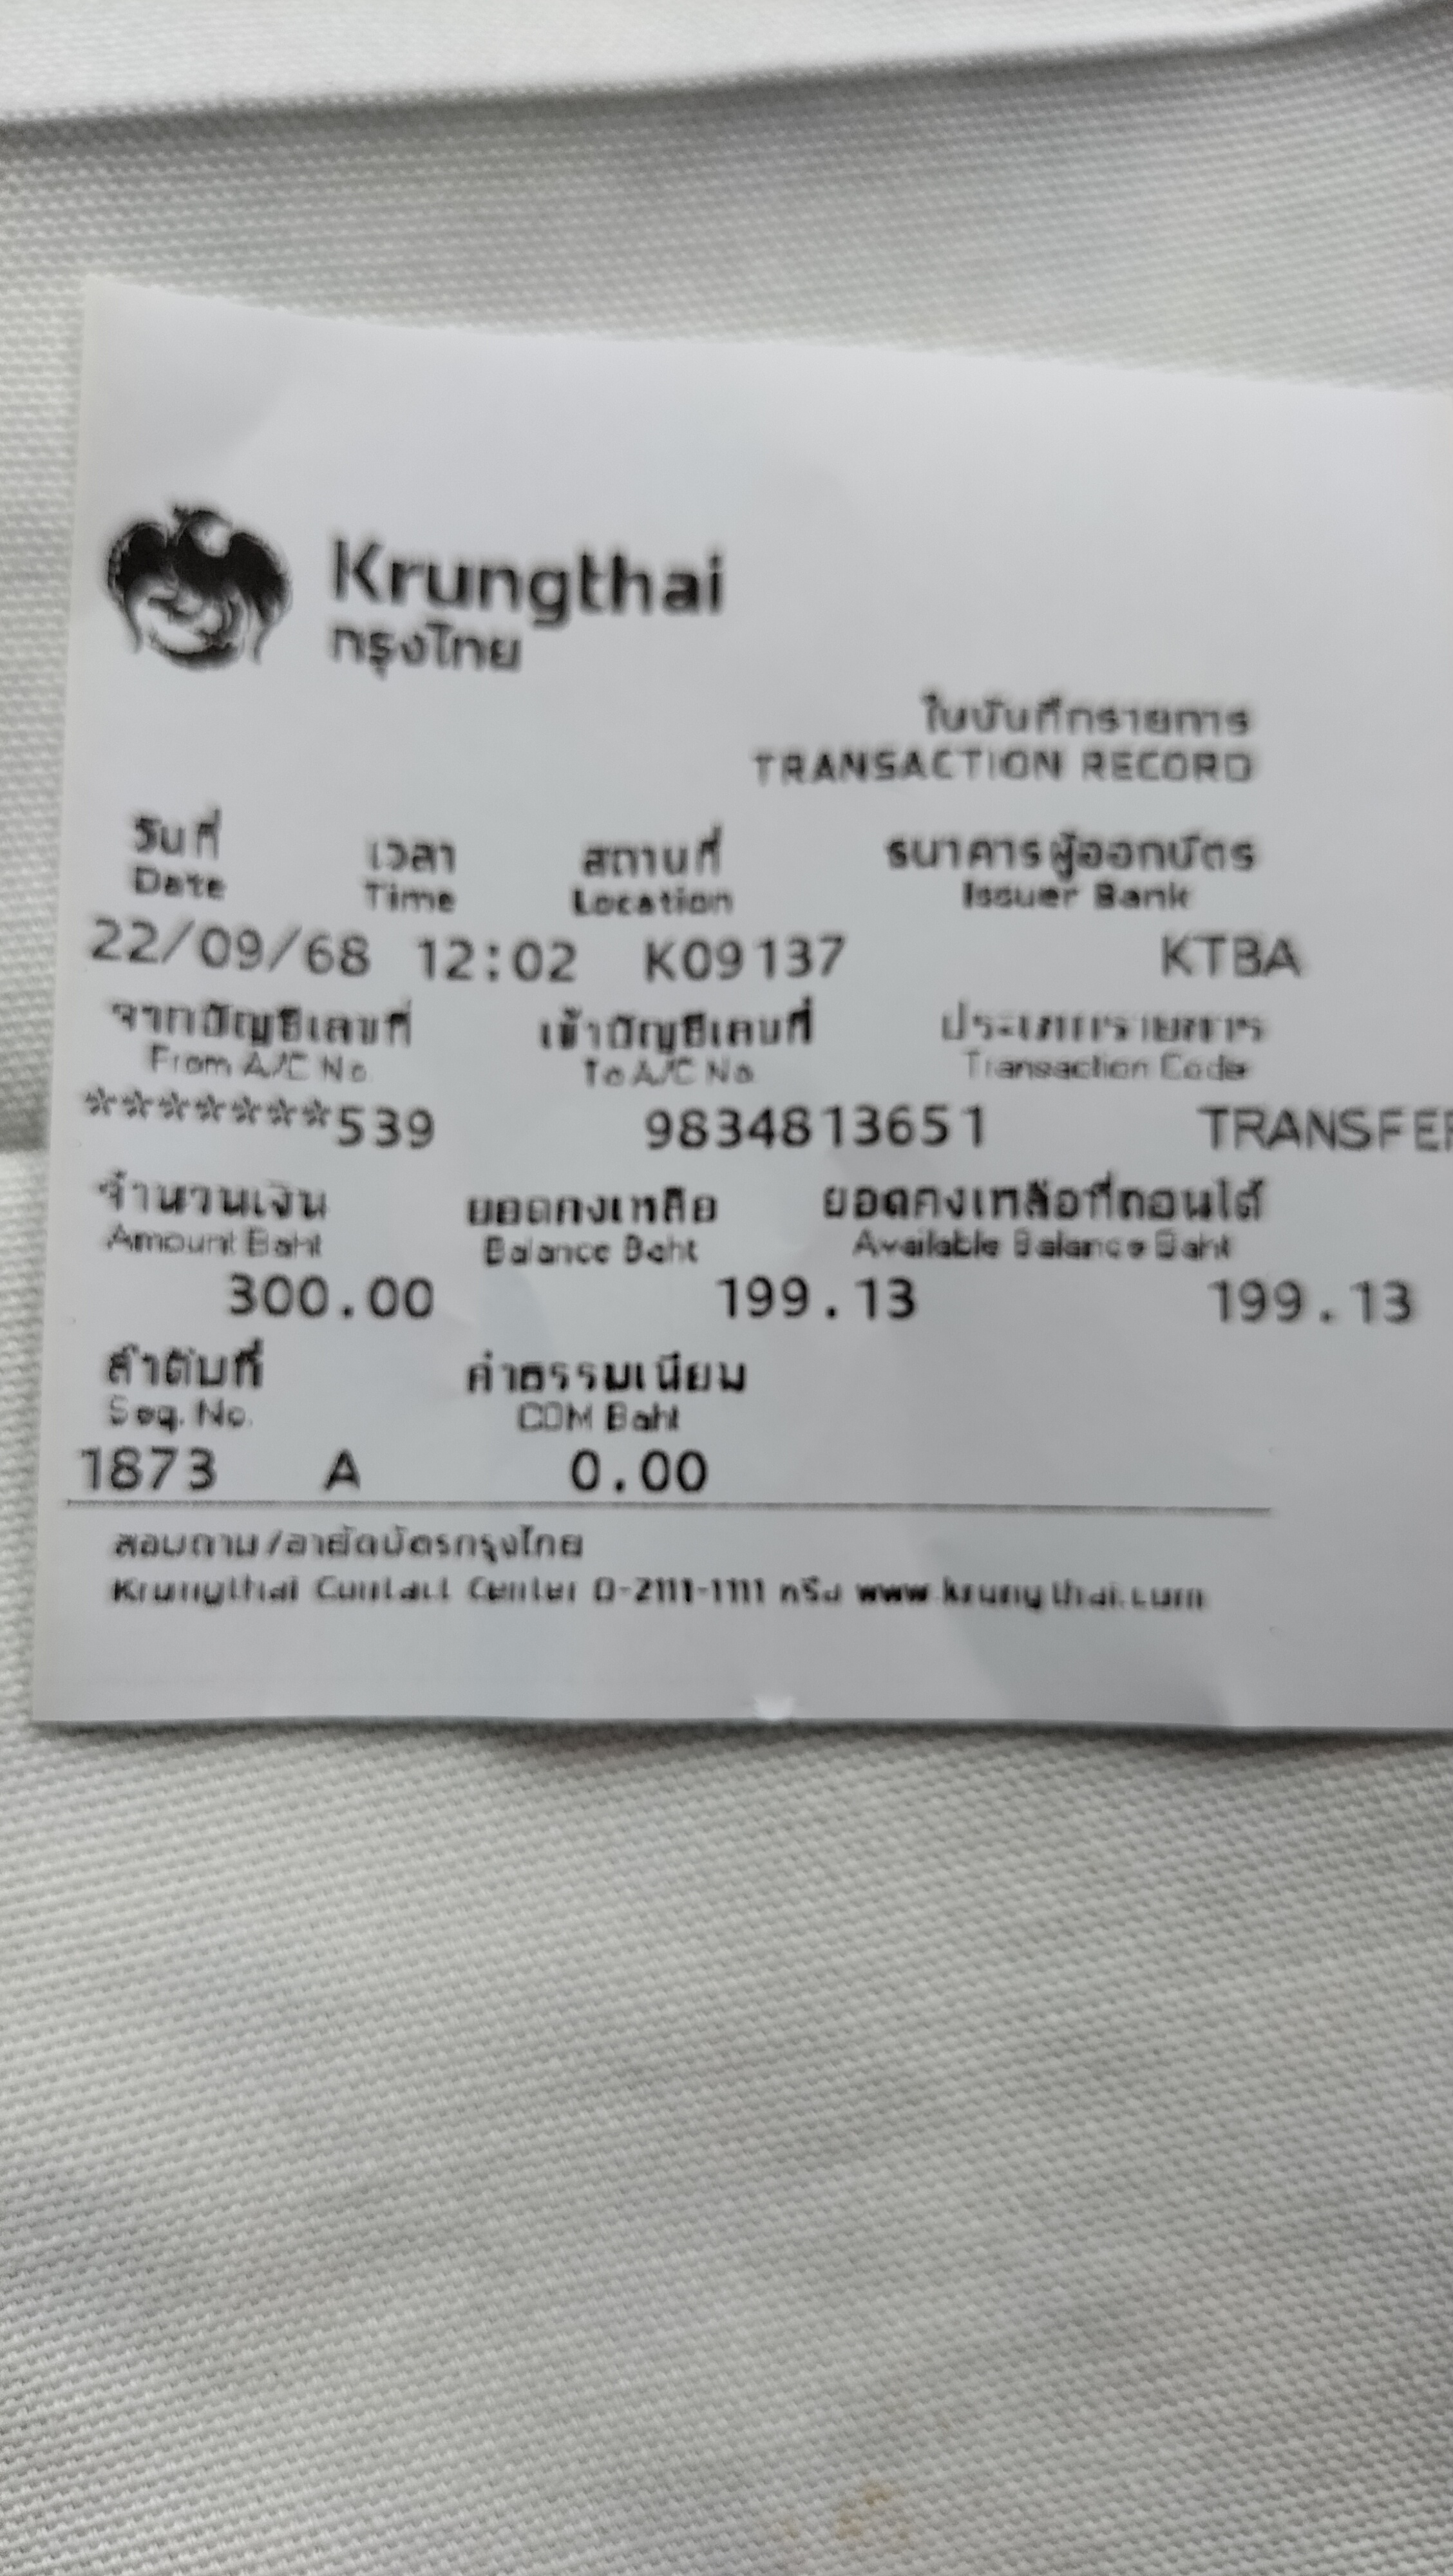 Krungthai
กรุงไทย
ใบบันทึกรายการ
TRANSACTION RECORD
วันที่ เวลา สถานที่ ธนาคารผู้ออกบัตร
Date Time Location Issuer Bank
22/09/68 12:02 K09137 KTBA
จากบัญชีเลขที่ เข้าบัญชีเลขที่ ประเภทรายการ
From A/C No. To A/C No. Transaction Code
*******539 9834813651 TRANSFER
จำนวนเงิน ยอดคงเหลือ ยอดคงเหลือที่ถอนได้
Amount Baht Balance Baht Available Balance Baht
300.00 199.13 199.13
ลำดับที่ ค่าธรรมเนียม
Seq. No. COM Baht
1873 A 0.00
สอบถาม/อายัดบัตรกรุงไทย
Krungthai Contact Center 0-2111-1111 หรือ www.krungthai.com